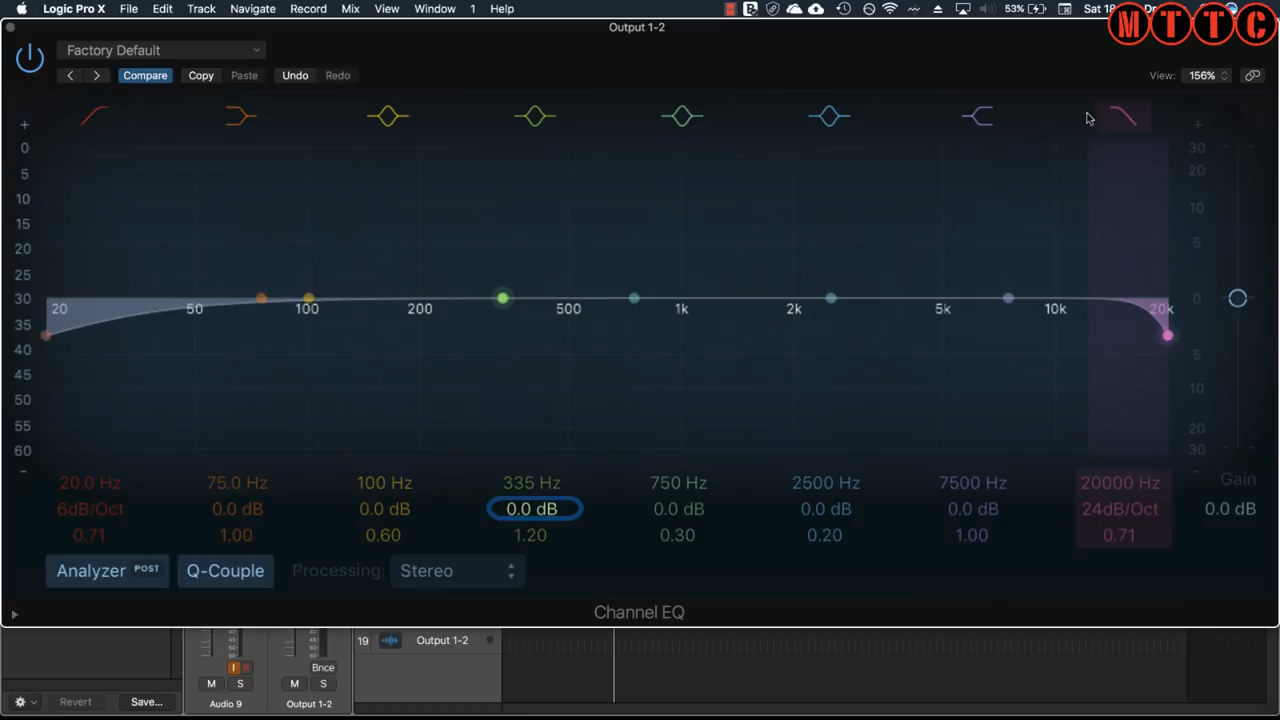 Logic Pro X File Edit Track Navigate Record Mix View Window 1 Help 53% Sat 18
MTTC
Output 1-2
Factory Default
Compare Copy Paste Undo Redo View: 156%
+ +
0 30
5 20
10 10
15
20 5
25
30 20 50 100 200 500 1k 2k 5k 10k 20k 0
35
40 5
45 10
50
55 20
60 30
- -
20.0 Hz 75.0 Hz 100 Hz 335 Hz 750 Hz 2500 Hz 7500 Hz 20000 Hz Gain
6dB/Oct 0.0 dB 0.0 dB 0.0 dB 0.0 dB 0.0 dB 0.0 dB 24dB/Oct 0.0 dB
0.71 1.00 0.60 1.20 0.30 0.20 1.00 0.71
Analyzer POST Q-Couple Processing: Stereo
Channel EQ
19 Output 1-2
I R Bnce
M S M S
Revert Save... Audio 9 Output 1-2